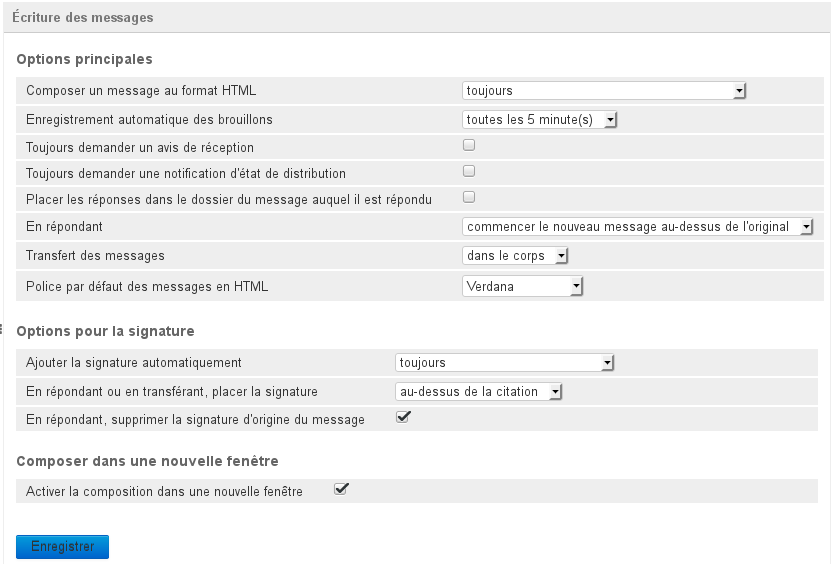 Écriture des messages
Options principales
Composer un message au format HTML toujours
Enregistrement automatique des brouillons toutes les 5 minute(s)
Toujours demander un avis de réception
Toujours demander une notification d'état de distribution
Placer les réponses dans le dossier du message auquel il est répondu
En répondant commencer le nouveau message au-dessus de l'original
Transfert des messages dans le corps
Police par défaut des messages en HTML Verdana
Options pour la signature
Ajouter la signature automatiquement toujours
En répondant ou en transférant, placer la signature au-dessus de la citation
En répondant, supprimer la signature d'origine du message
Composer dans une nouvelle fenêtre
Activer la composition dans une nouvelle fenêtre
Enregistrer